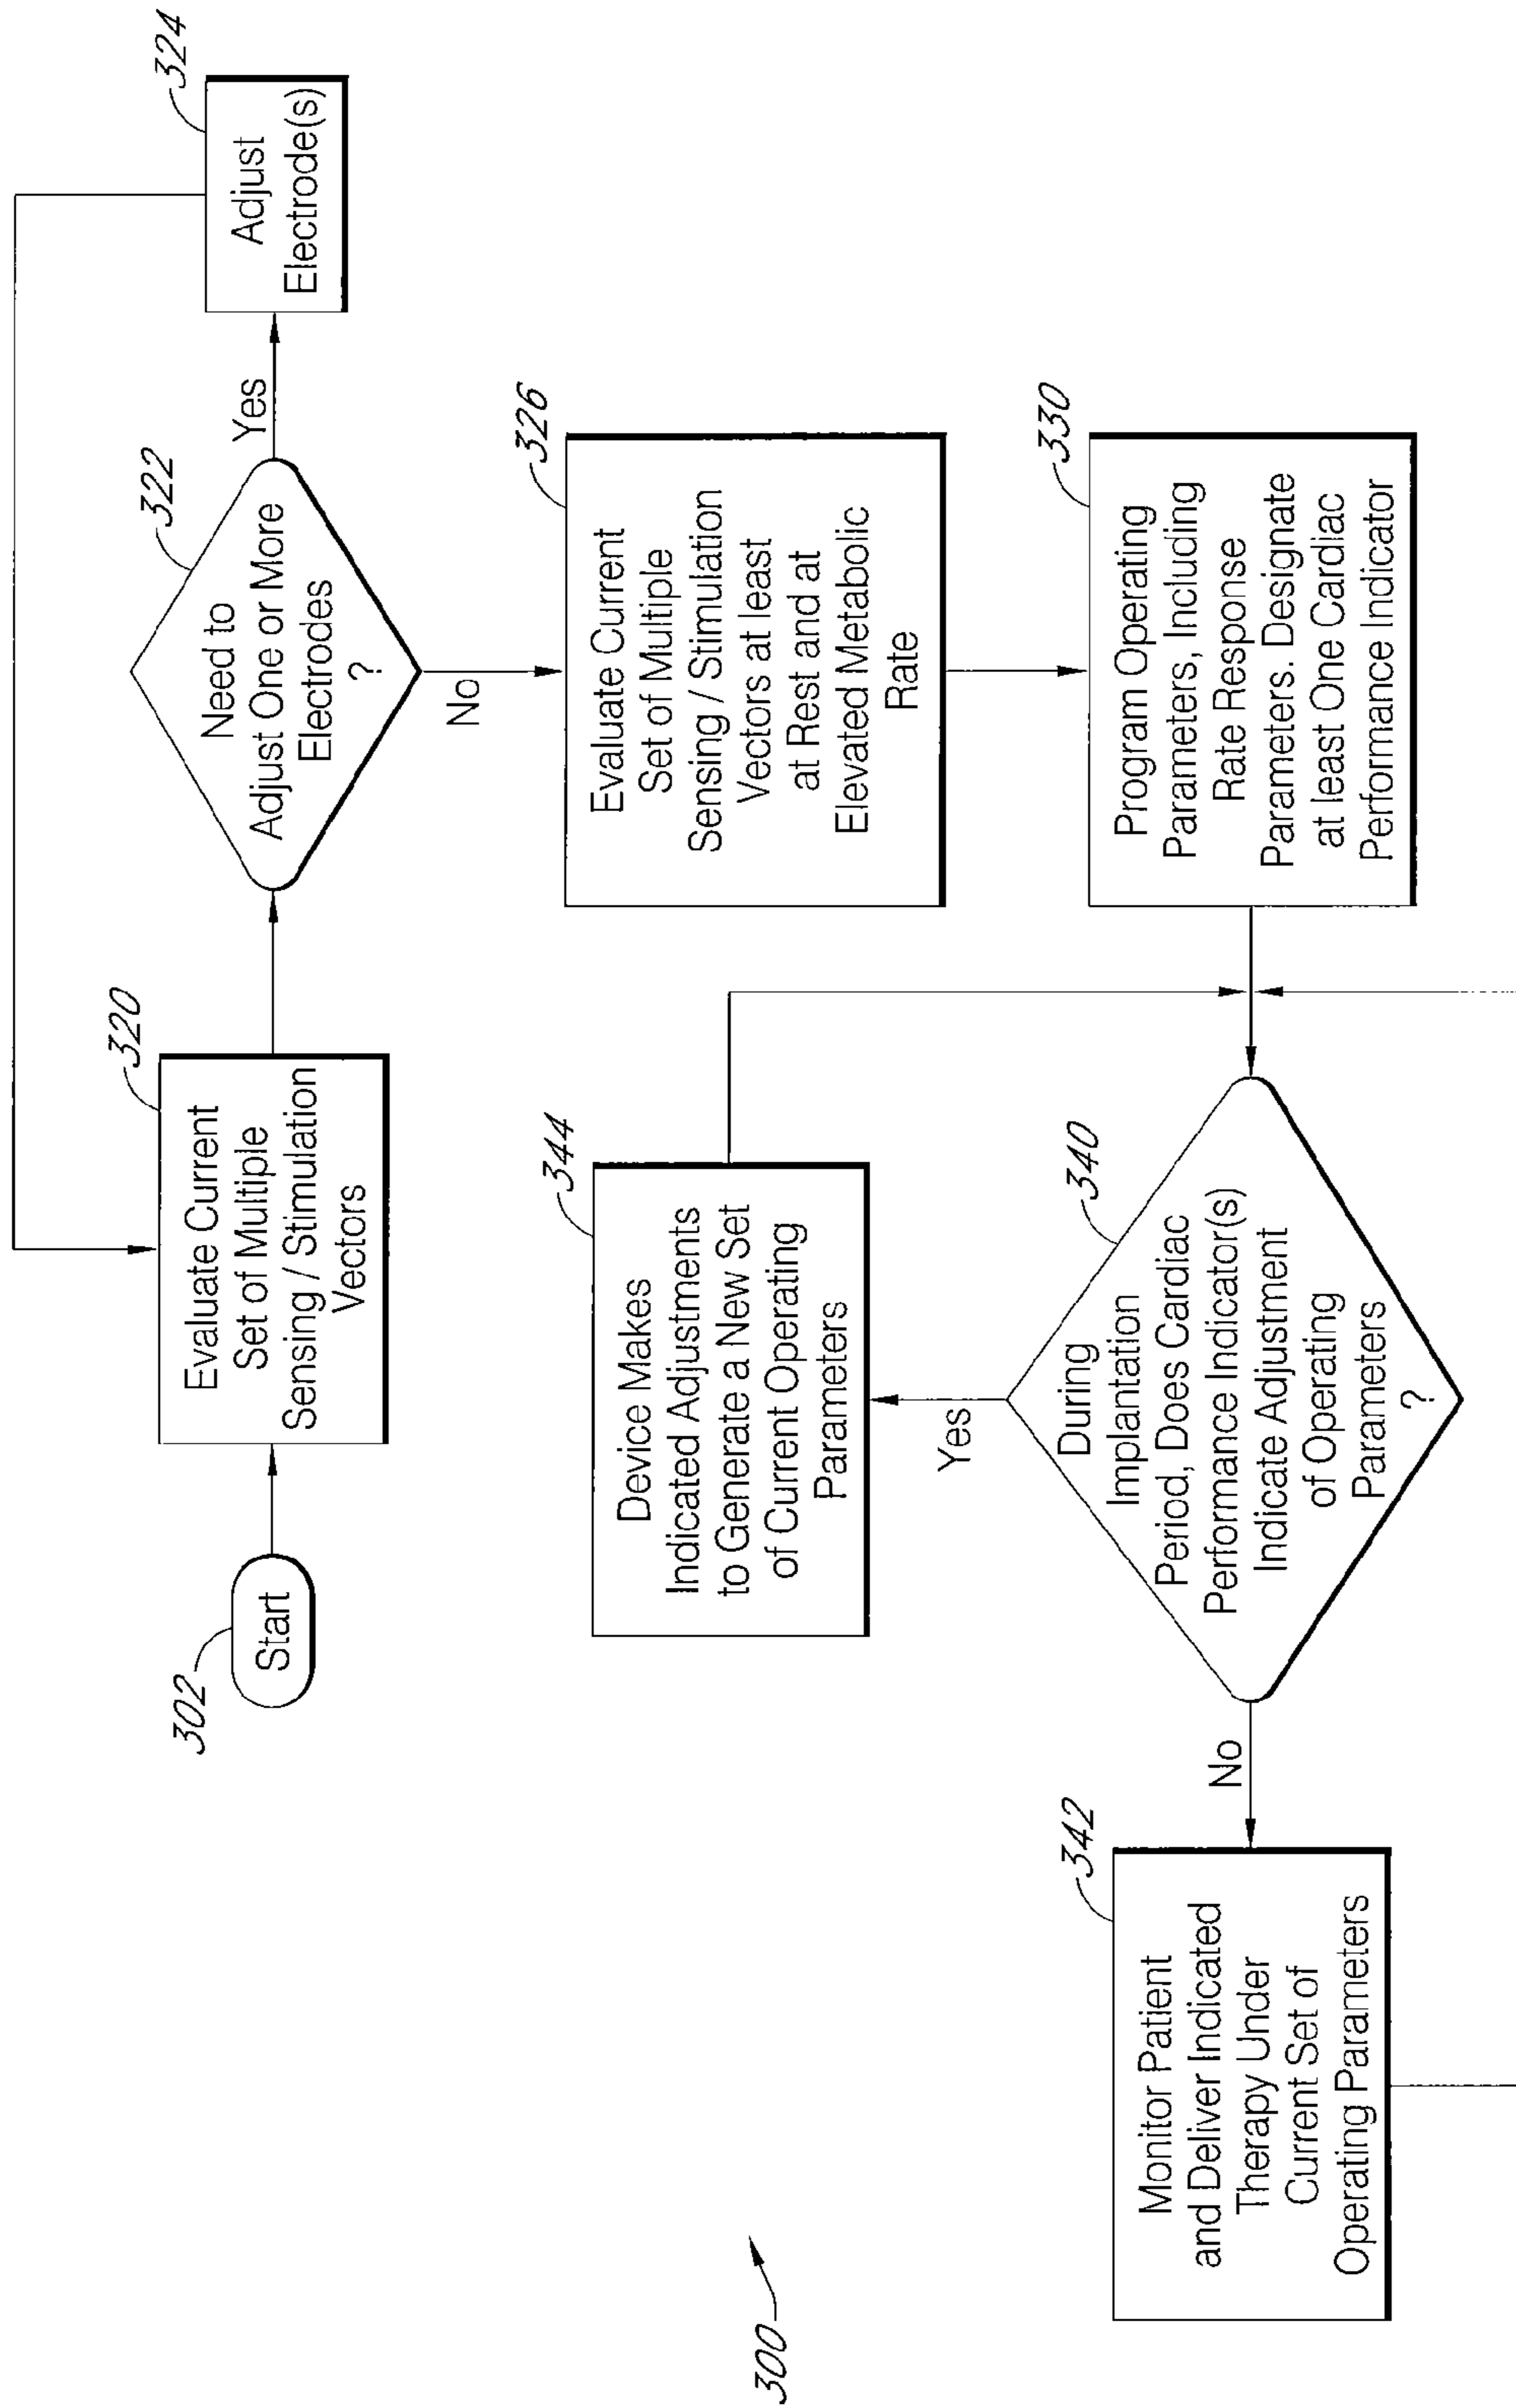 302
Start
320
Evaluate Current
Set of Multiple
Sensing / Stimulation
Vectors
322
Need to
Adjust One or More
Electrodes
?
Yes
324
Adjust
Electrode(s)
No
326
Evaluate Current
Set of Multiple
Sensing / Stimulation
Vectors at least
at Rest and at
Elevated Metabolic
Rate
330
Program Operating
Parameters, Including
Rate Response
Parameters. Designate
at least One Cardiac
Performance Indicator
340
During
Implantation
Period, Does Cardiac
Performance Indicator(s)
Indicate Adjustment
of Operating
Parameters
?
Yes
344
Device Makes
Indicated Adjustments
to Generate a New Set
of Current Operating
Parameters
No
342
Monitor Patient
and Deliver Indicated
Therapy Under
Current Set of
Operating Parameters
300